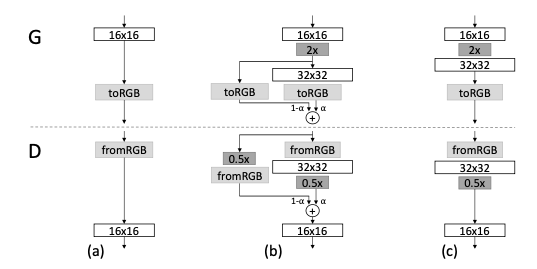 G
16x16
toRGB
16x16
2x
32x32
toRGB
toRGB
1-α
α
+
16x16
2x
32x32
toRGB
D
fromRGB
16x16
0.5x
fromRGB
fromRGB
32x32
0.5x
1-α
α
+
16x16
fromRGB
32x32
0.5x
16x16
(a)
(b)
(c)